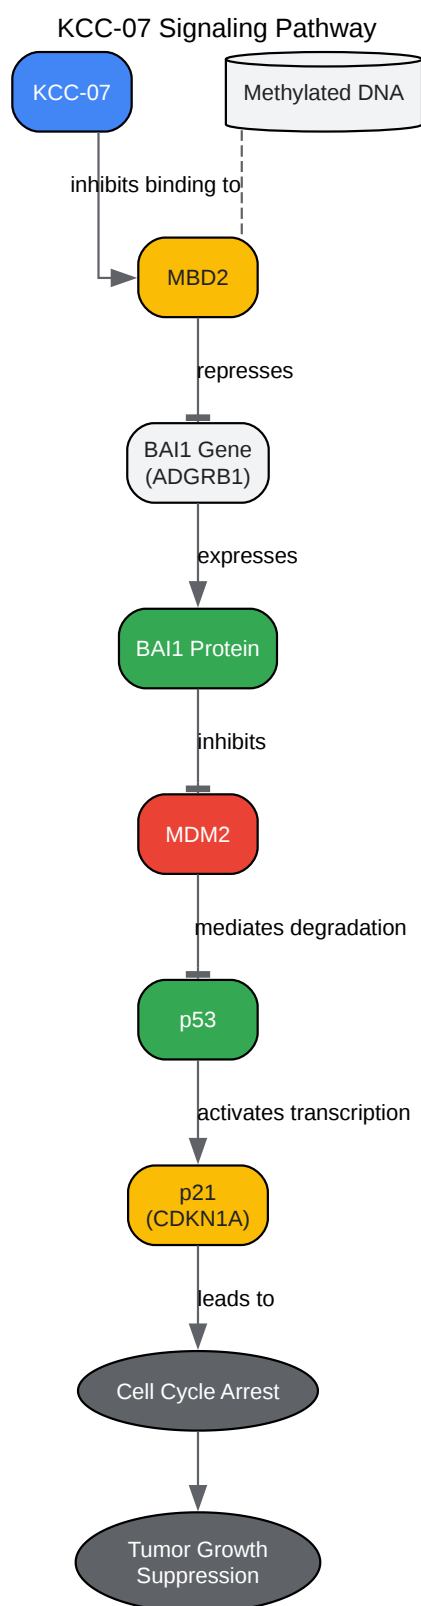 KCC-07 Signaling Pathway
KCC-07
Methylated DNA
inhibits binding to
MBD2
represses
BAI1 Gene
(ADGRB1)
expresses
BAI1 Protein
inhibits
MDM2
mediates degradation
p53
activates transcription
p21
(CDKN1A)
leads to
Cell Cycle Arrest
Tumor Growth
Suppression